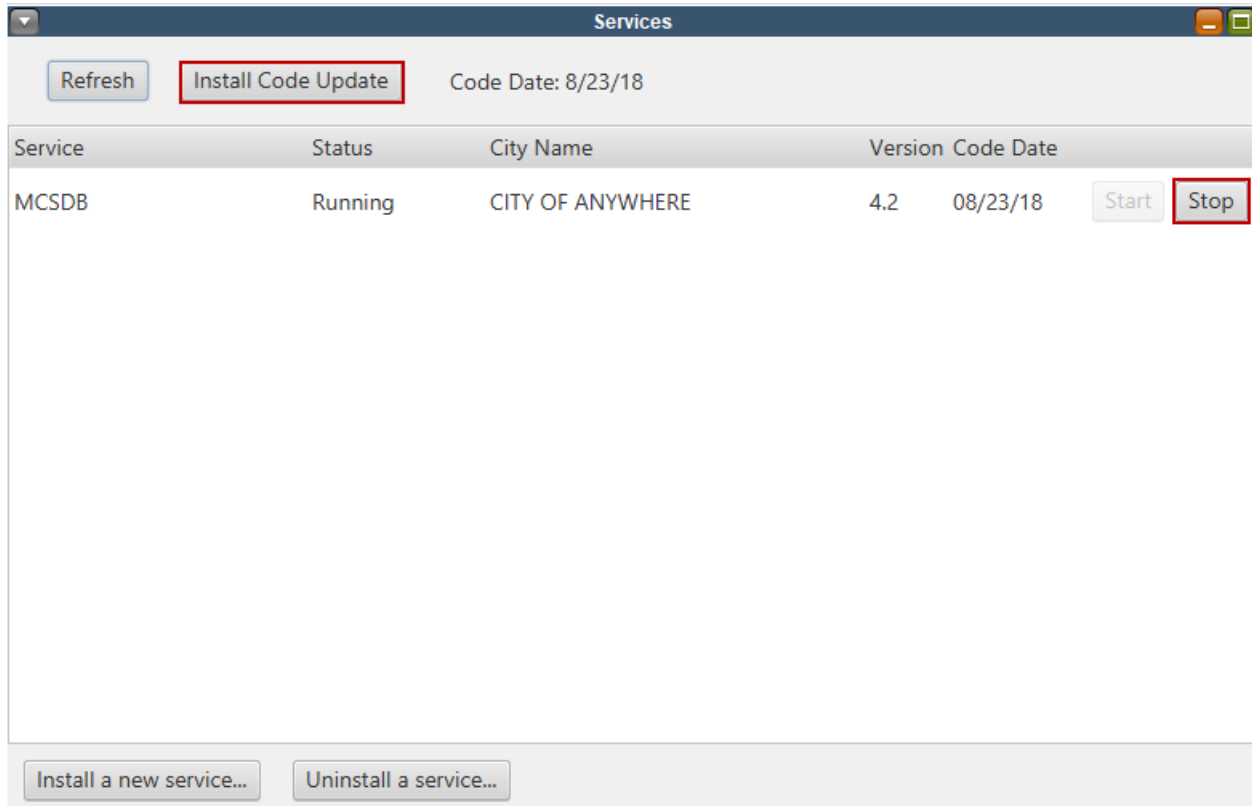 Services
Refresh Install Code Update Code Date: 8/23/18
Service Status City Name Version Code Date
MCSDB Running CITY OF ANYWHERE 4.2 08/23/18 Start Stop
Install a new service... Uninstall a service...